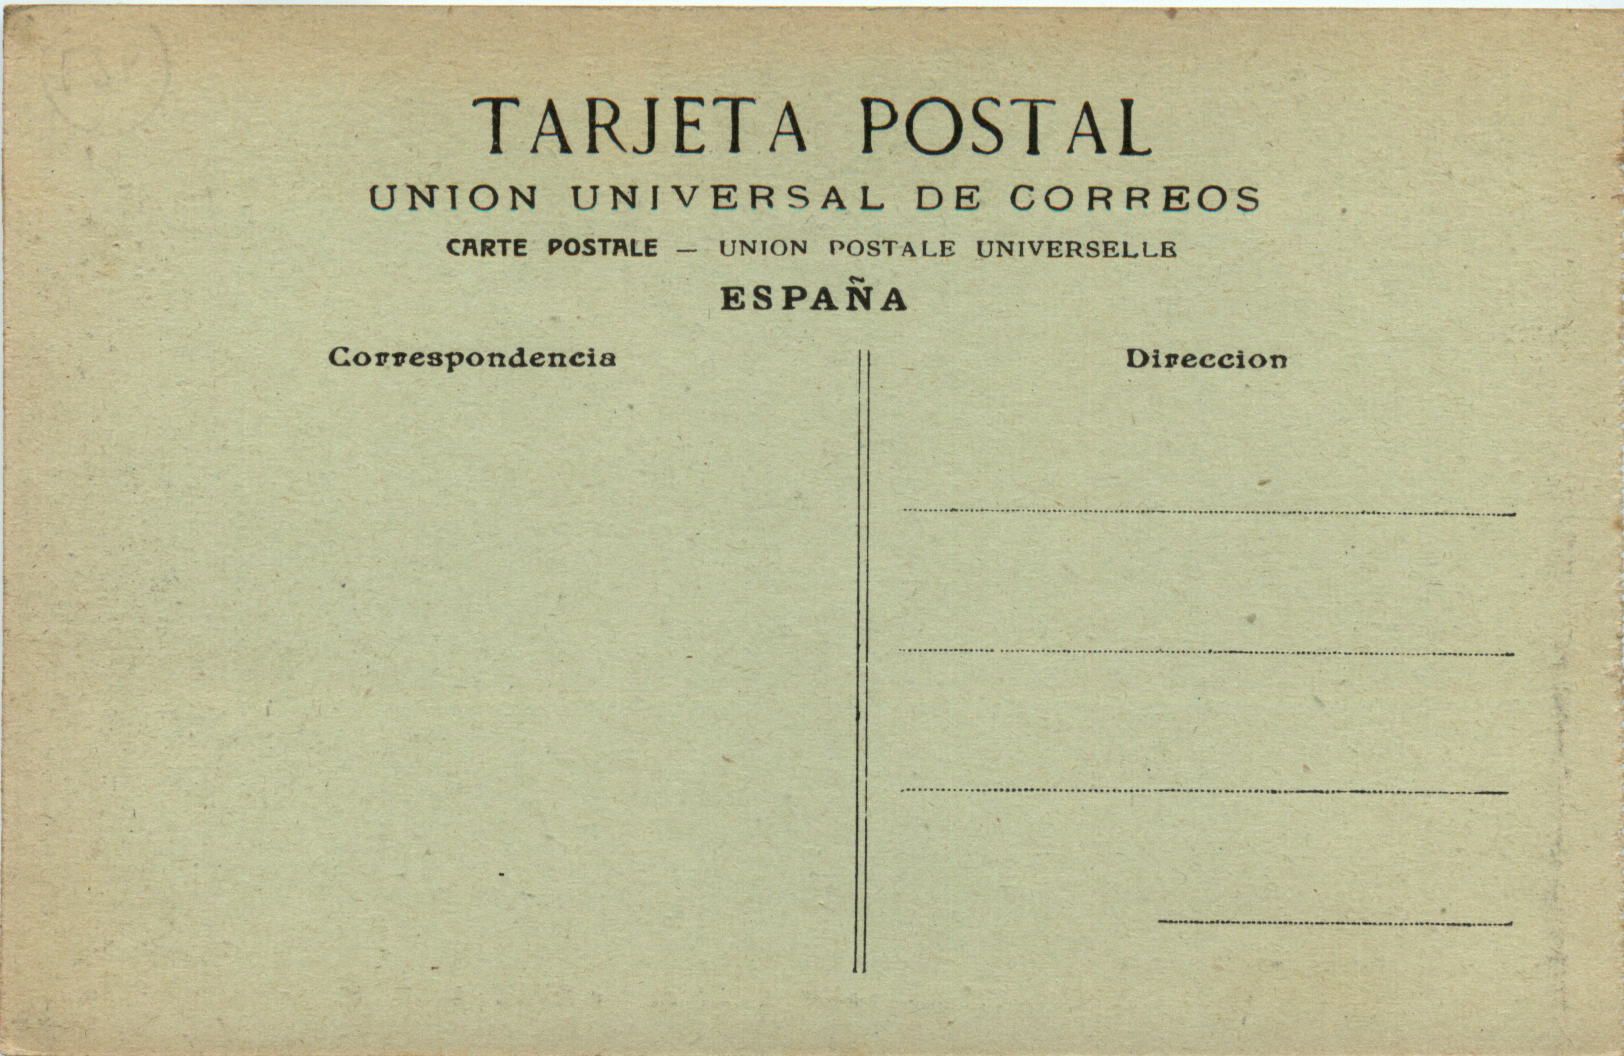 TARJETA POSTAL
UNION UNIVERSAL DE CORREOS
CARTE POSTALE — UNION POSTALE UNIVERSELLE
ESPAÑA
Correspondencia
Direccion